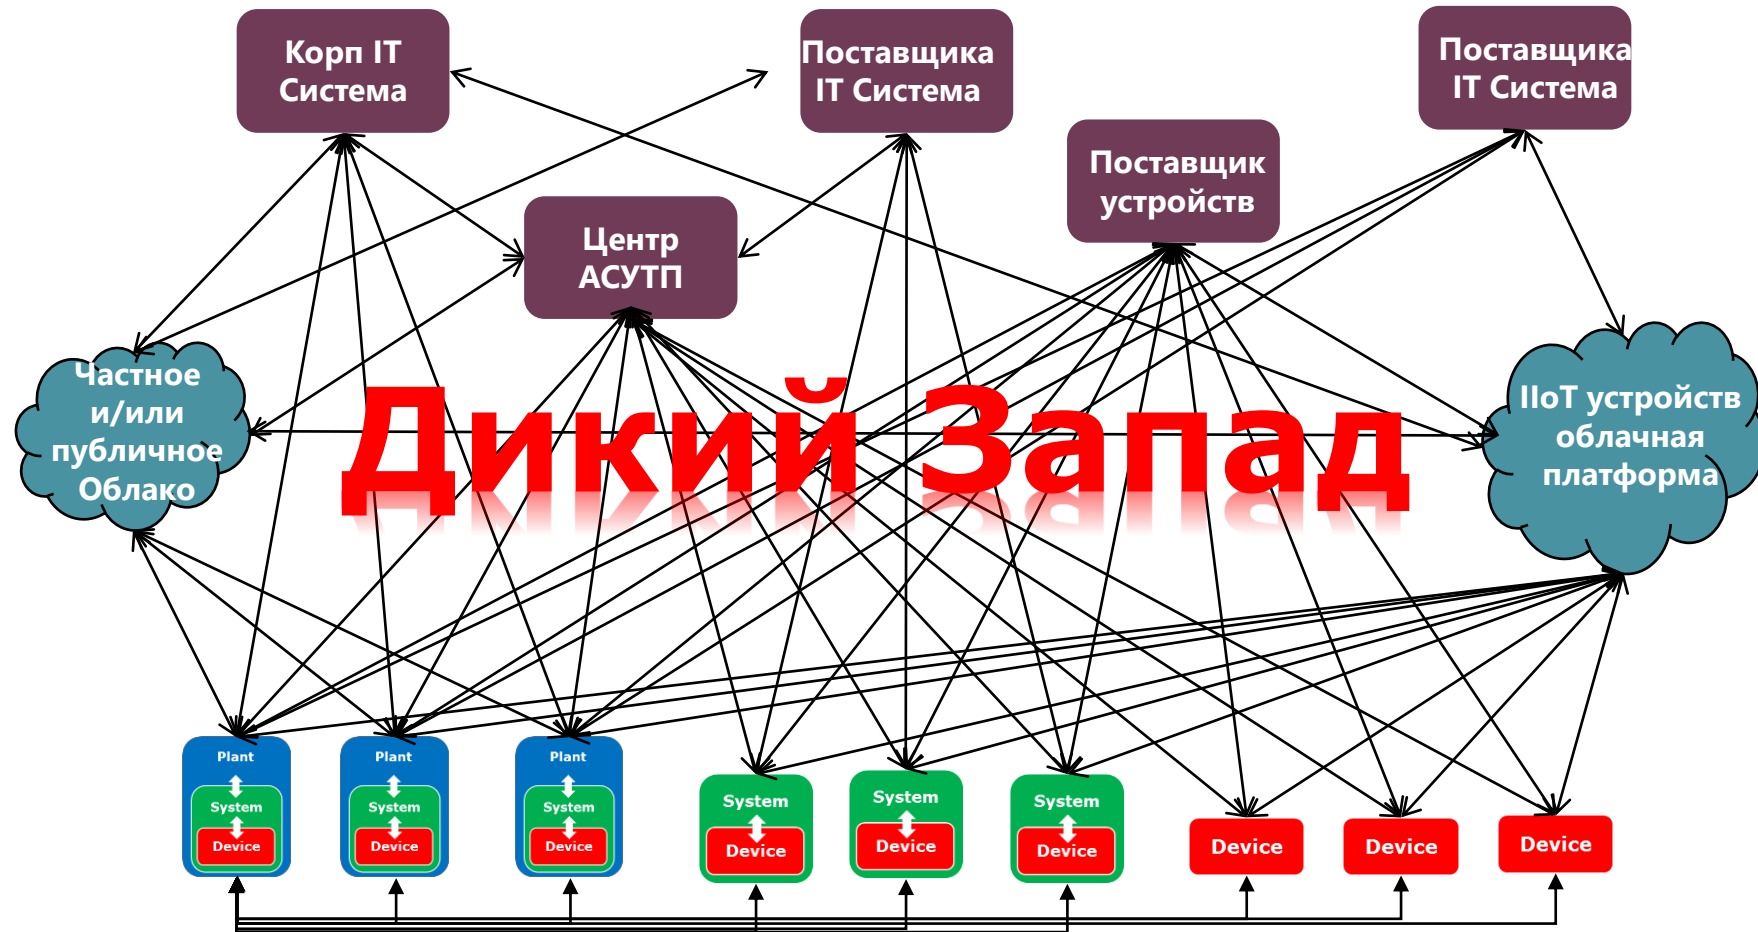 Корп IT
Система
Поставщика
IT Система
Поставщика
IT Система
Поставщик
устройств
Центр
АСУТП
Частное
и/или
публичное
Облако
Дикий Запад
IIoT устройств
облачная
платформа
Plant
System
Device
Plant
System
Device
Plant
System
Device
System
Device
System
Device
System
Device
Device
Device
Device